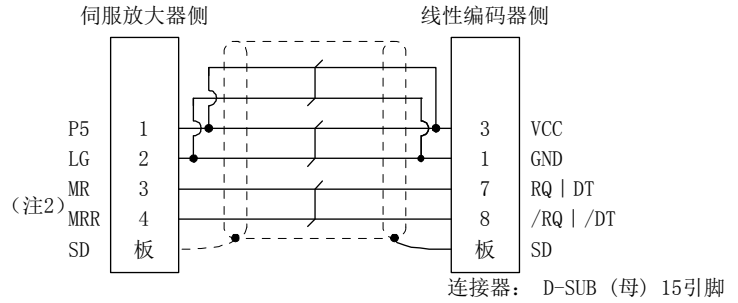 伺服放大器侧 线性编码器侧
P5 1 3 VCC
LG 2 1 GND
MR 3 7 RQ|DT
(注2)
MRR 4 8 /RQ|/DT
SD 板 板 SD
连接器: D-SUB (母) 15引脚